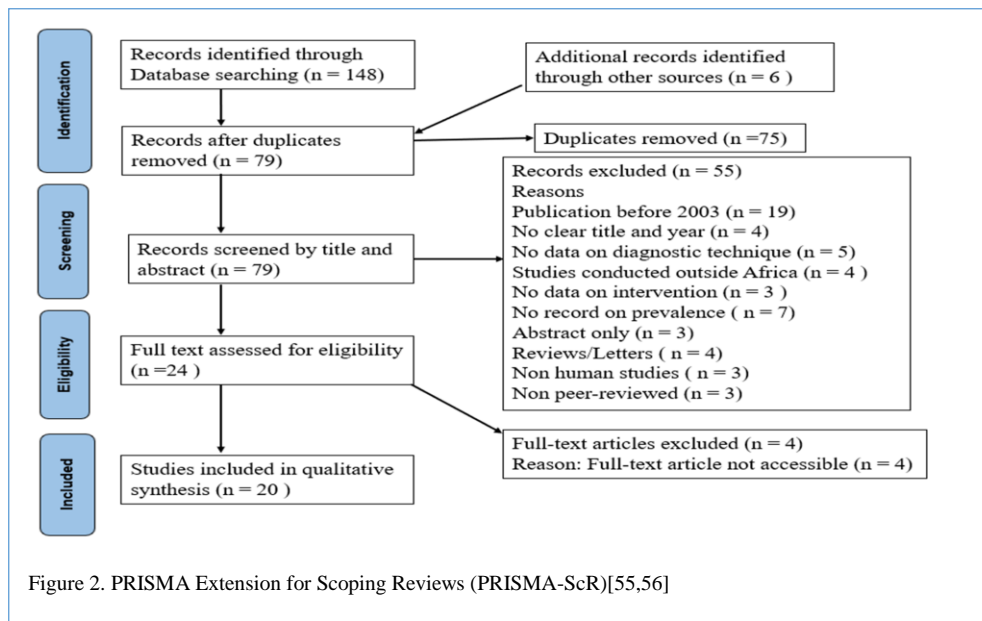 Identification
Records identified through
Database searching (n = 148)
Additional records identified
through other sources (n = 6 )
Records after duplicates
removed (n = 79)
Duplicates removed (n =75)
Screening
Records screened by title and
abstract (n = 79)
Records excluded (n = 55)
Reasons
Publication before 2003 (n = 19)
No clear title and year (n = 4)
No data on diagnostic technique (n = 5)
Studies conducted outside Africa (n = 4 )
No data on intervention (n = 3 )
No record on prevalence ( n = 7)
Abstract only (n = 3)
Reviews/Letters ( n = 4)
Non human studies ( n = 3)
Non peer-reviewed (n = 3)
Eligibility
Full text assessed for eligibility
(n =24 )
Full-text articles excluded (n = 4)
Reason: Full-text article not accessible (n = 4)
Included
Studies included in qualitative
synthesis (n = 20 )
Figure 2. PRISMA Extension for Scoping Reviews (PRISMA-ScR)[55,56]